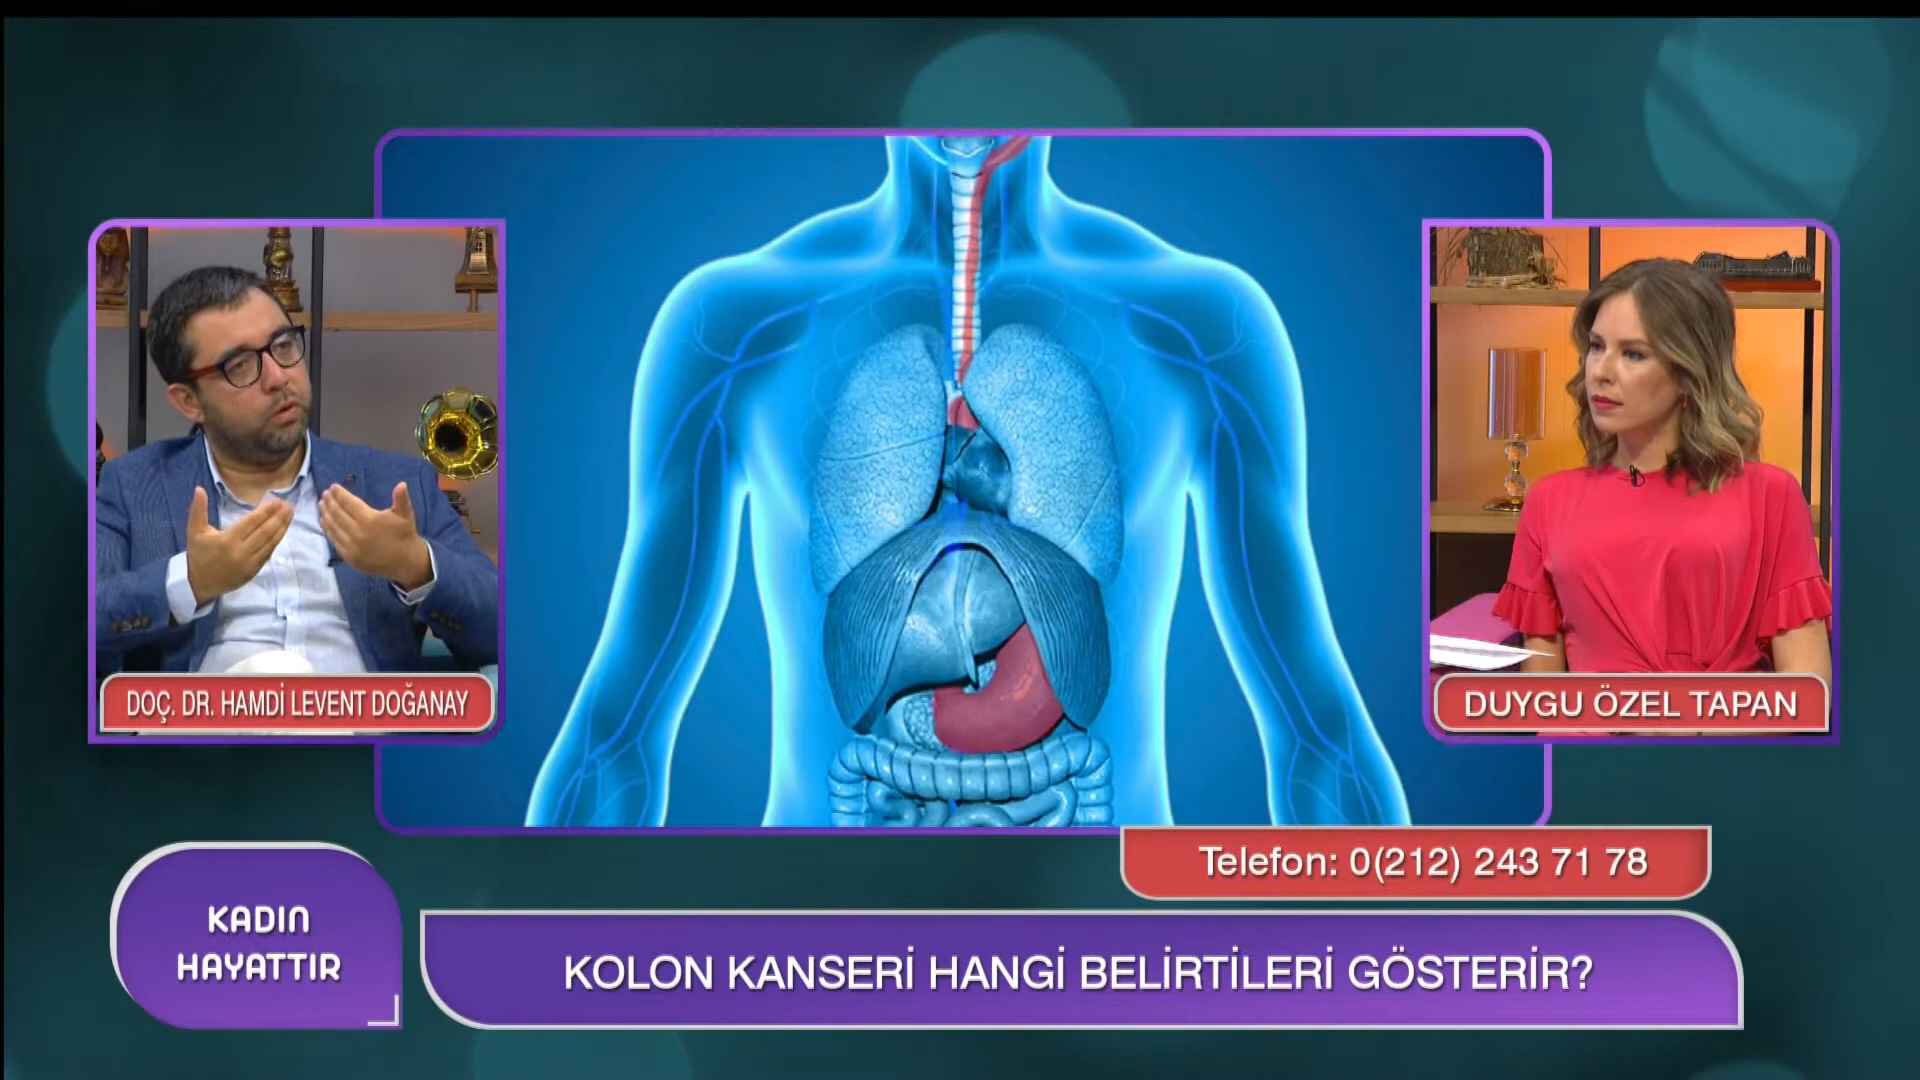 DOÇ. DR. HAMDİ LEVENT DOĞANAY
DUYGU ÖZEL TAPAN
Telefon: 0(212) 243 71 78
KADIN
HAYATTIR
KOLON KANSERİ HANGİ BELİRTİLERİ GÖSTERİR?